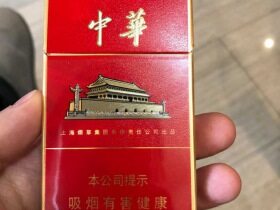 中華
上海烟草集团有限责任公司出品
本公司提示
吸烟有害健康